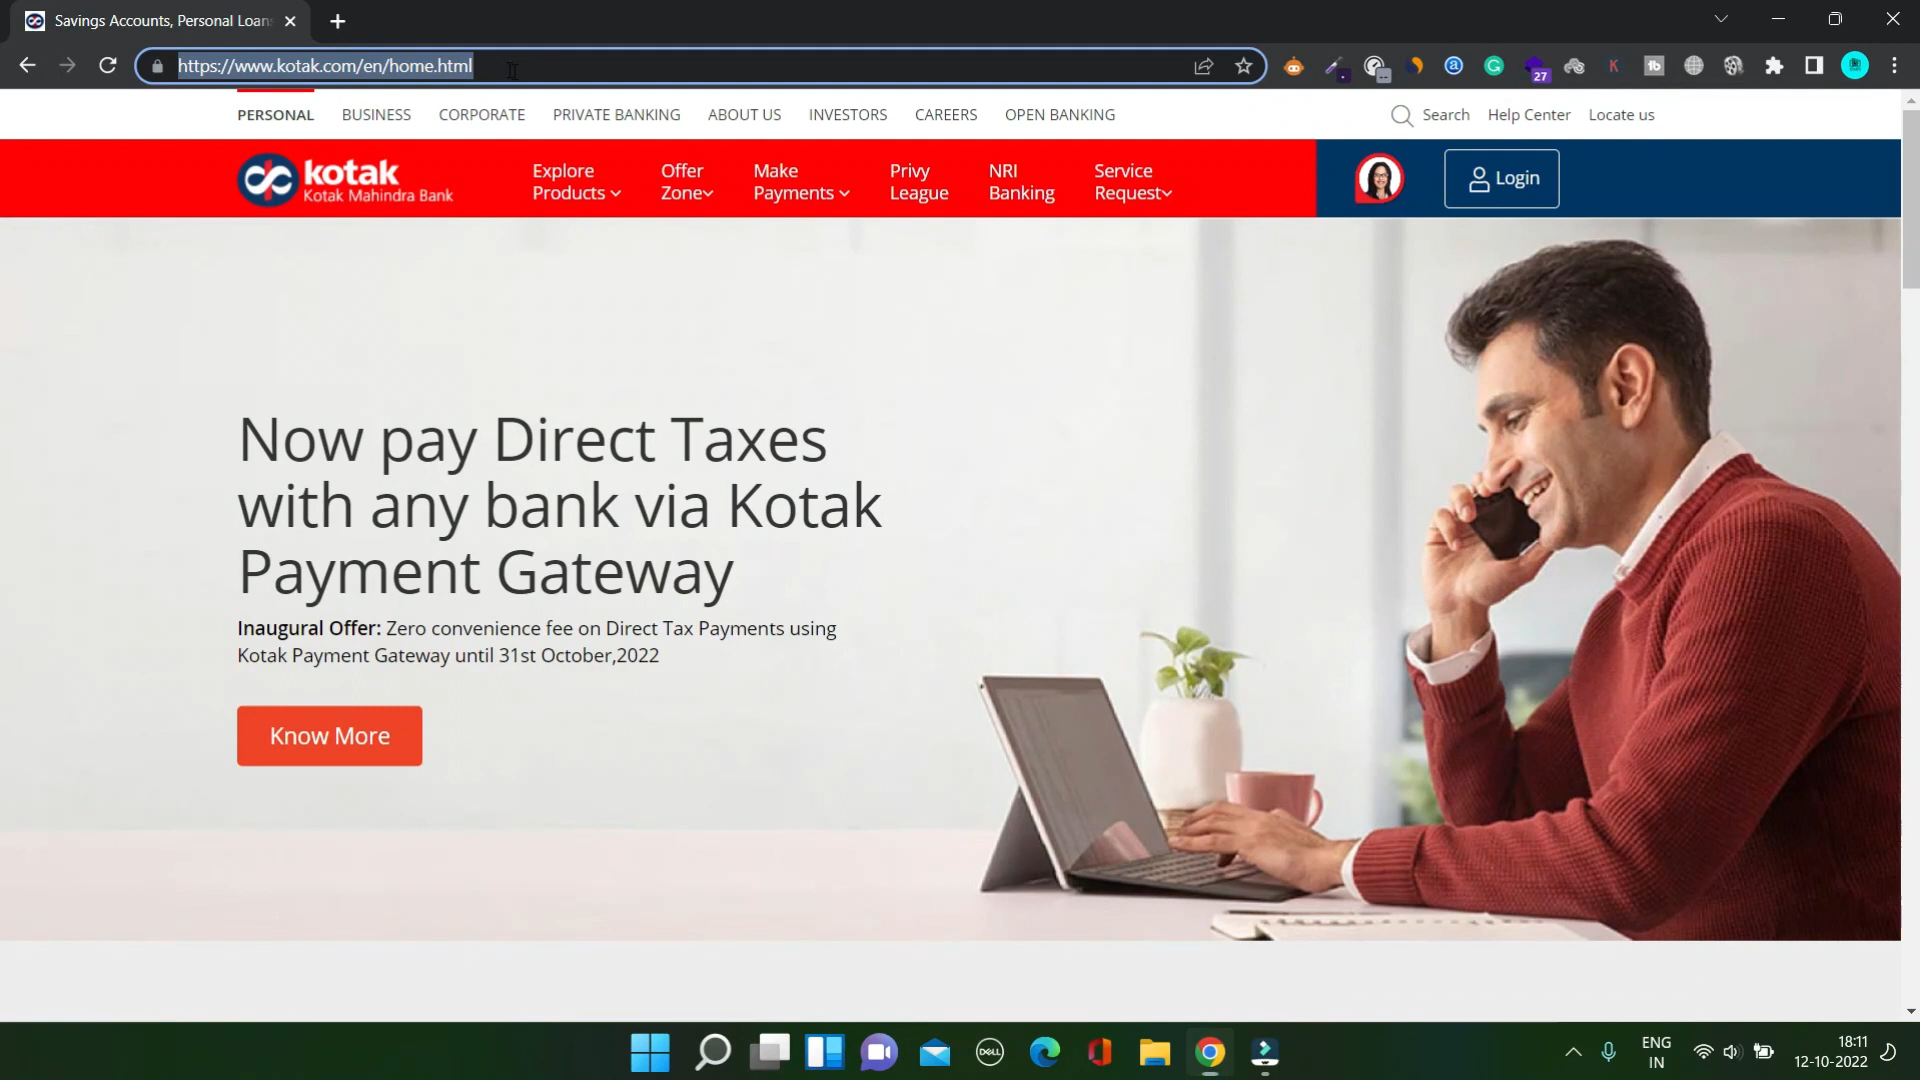 Savings Accounts, Personal Loans
https://www.kotak.com/en/home.html
27
PERSONAL BUSINESS CORPORATE PRIVATE BANKING ABOUT US INVESTORS CAREERS OPEN BANKING Search Help Center Locate us
kotak
Kotak Mahindra Bank
Explore Products
Offer Zone
Make Payments
Privy League
NRI Banking
Service Request
Login
Now pay Direct Taxes
with any bank via Kotak
Payment Gateway
Inaugural Offer: Zero convenience fee on Direct Tax Payments using
Kotak Payment Gateway until 31st October,2022
Know More
DELL
ENG
IN
18:11
12-10-2022